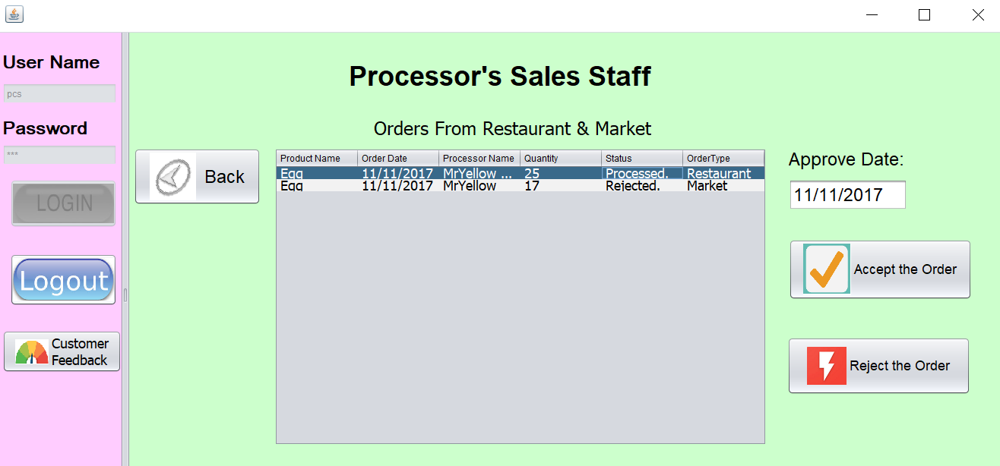 User Name
pcs
Password
***
LOGIN
Logout
Customer
Feedback
Processor's Sales Staff
Orders From Restaurant & Market
Back
Product Name Order Date Processor Name Quantity Status OrderType
Egg 11/11/2017 MrYellow ... 25 Processed. Restaurant
Egg 11/11/2017 MrYellow 17 Rejected. Market
Approve Date:
11/11/2017
Accept the Order
Reject the Order